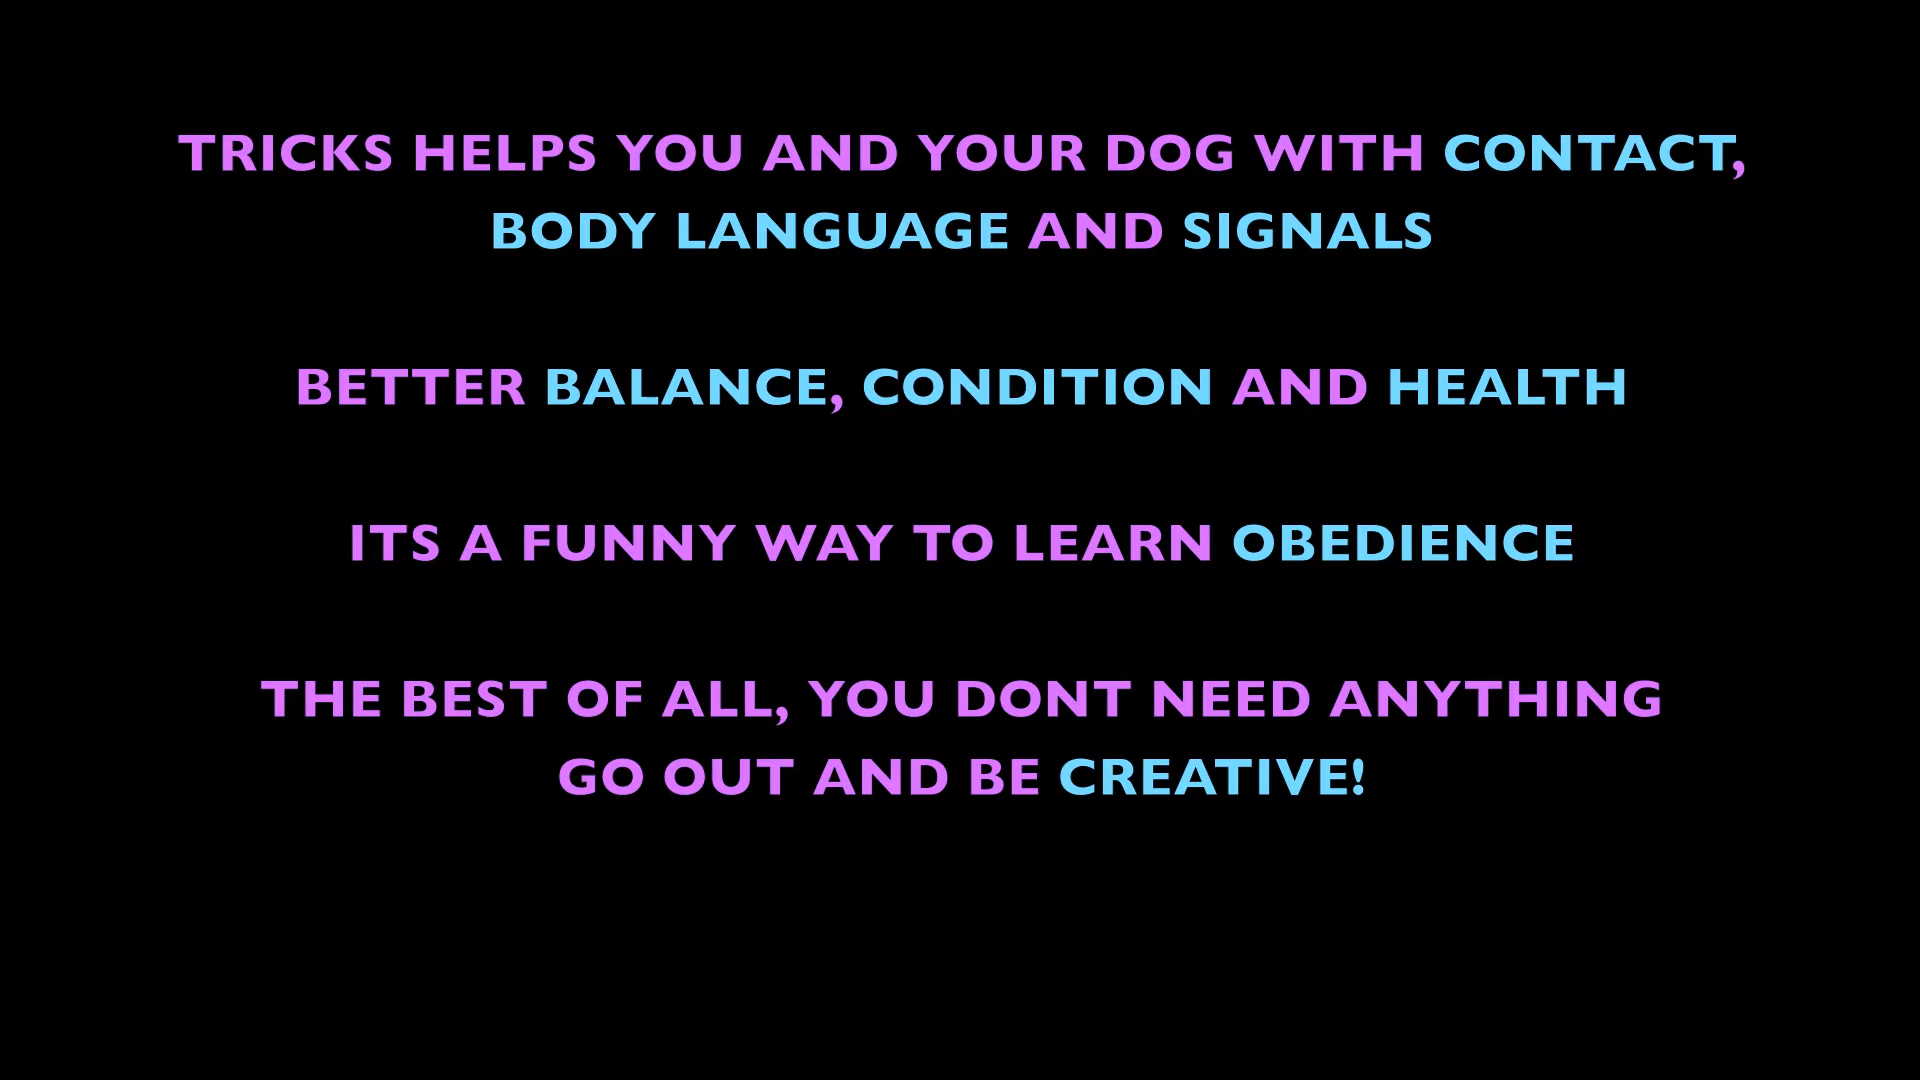 TRICKS HELPS YOU AND YOUR DOG WITH CONTACT,
BODY LANGUAGE AND SIGNALS
BETTER BALANCE, CONDITION AND HEALTH
ITS A FUNNY WAY TO LEARN OBEDIENCE
THE BEST OF ALL, YOU DONT NEED ANYTHING
GO OUT AND BE CREATIVE!